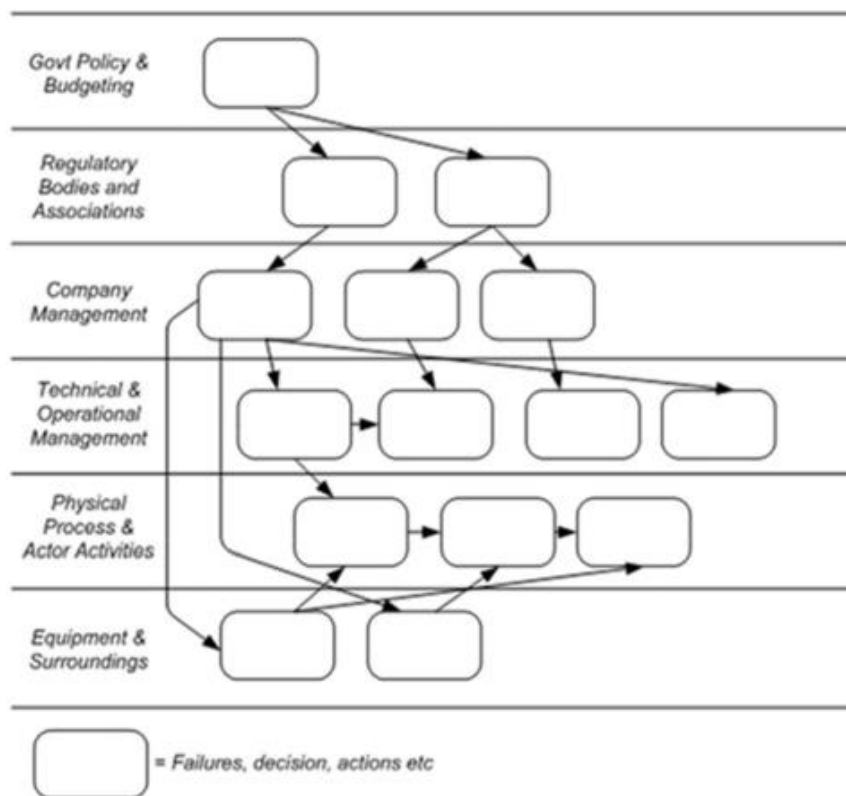 Govt Policy &
Budgeting
Regulatory
Bodies and
Associations
Company
Management
Technical &
Operational
Management
Physical
Process &
Actor Activities
Equipment &
Surroundings
= Failures, decision, actions etc